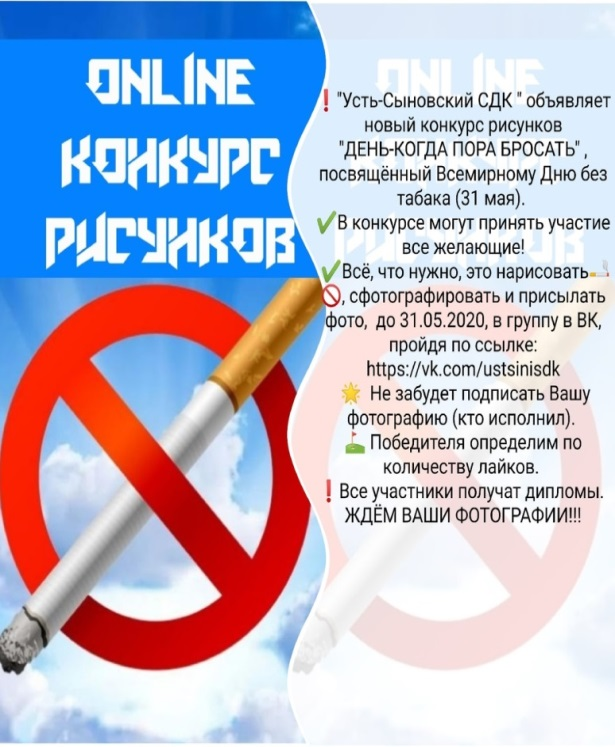 ONLINE
КОНКУРС
РИСУНКОВ
❗"Усть-Сыновский СДК " объявляет
новый конкурс рисунков
"ДЕНЬ-КОГДА ПОРА БРОСАТЬ" ,
посвящённый Всемирному Дню без
табака (31 мая).
✔В конкурсе могут принять участие
все желающие!
✔Всё, что нужно, это нарисовать🚬
🚫, сфотографировать и присылать
фото,  до 31.05.2020, в группу в ВК,
пройдя по ссылке:
https://vk.com/ustsinisdk
🌟 Не забудет подписать Вашу
фотографию (кто исполнил).
⛳ Победителя определим по
количеству лайков.
❗Все участники получат дипломы.
ЖДЁМ ВАШИ ФОТОГРАФИИ!!!